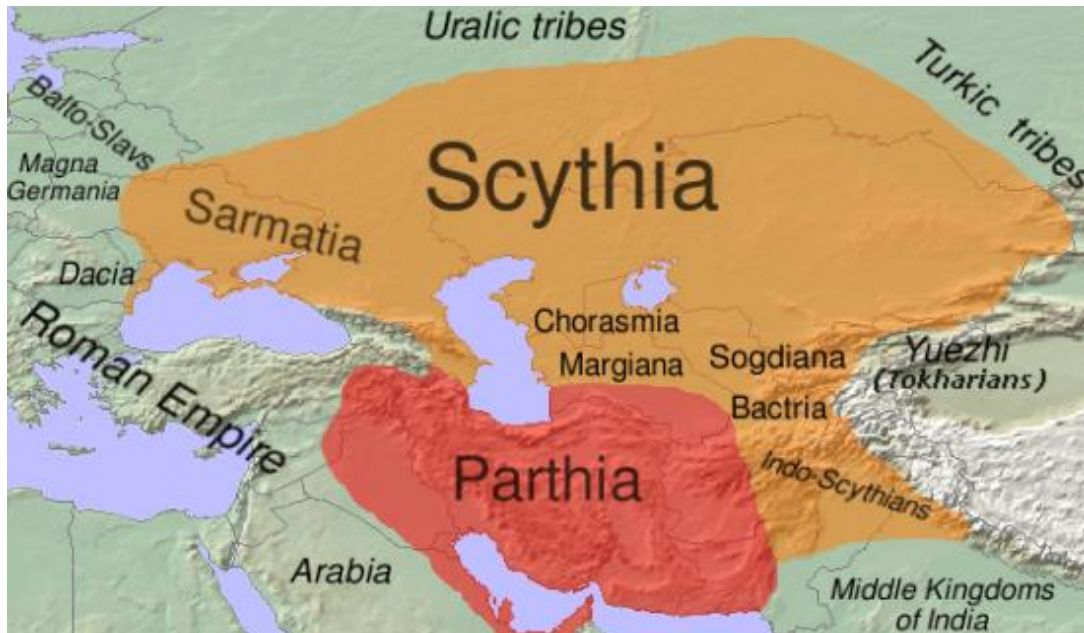 Uralic tribes
Turkic tribes
Balto-Slavs
Scythia
Magna
Germania
Sarmatia
Dacia
Chorasmia
Roman Empire
Margiana
Sogdiana
Yuezhi
(Tokharians)
Bactria
Parthia
Indo-Scythians
Arabia
Middle Kingdoms
of India